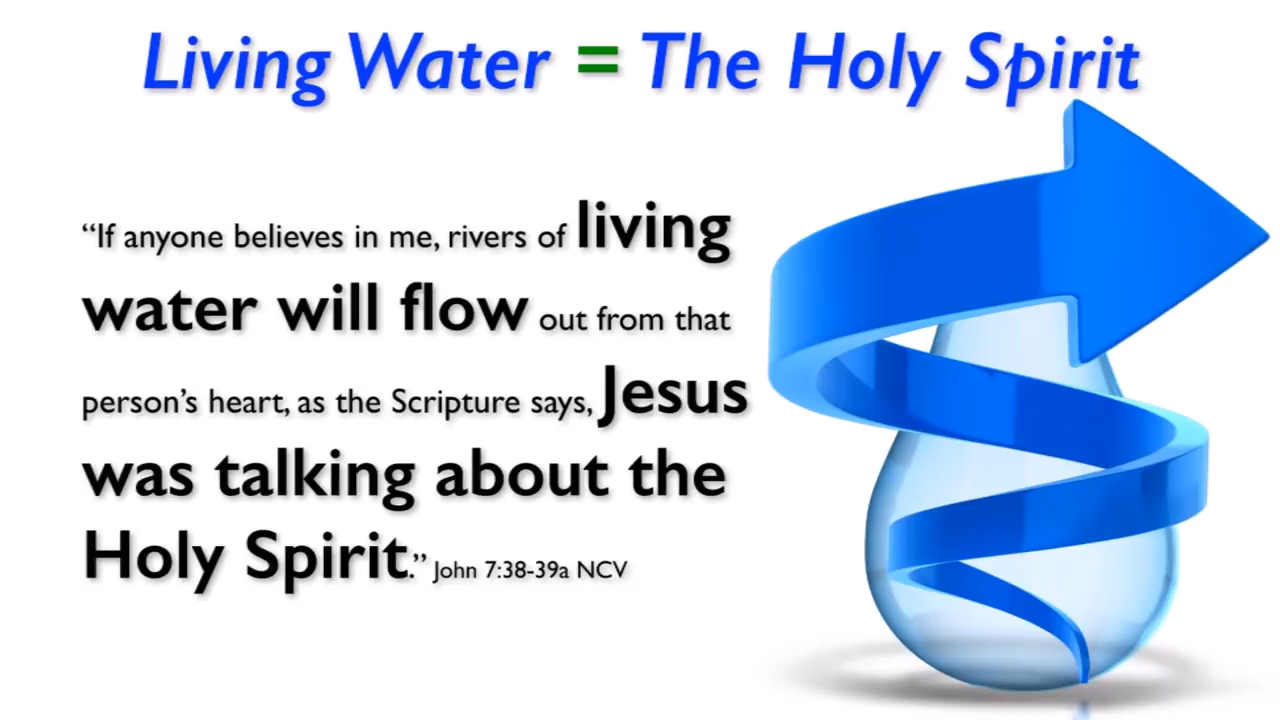 Living Water = The Holy Spirit
“If anyone believes in me, rivers of living
water will flow out from that
person’s heart, as the Scripture says, Jesus
was talking about the
Holy Spirit.” John 7:38-39a NCV